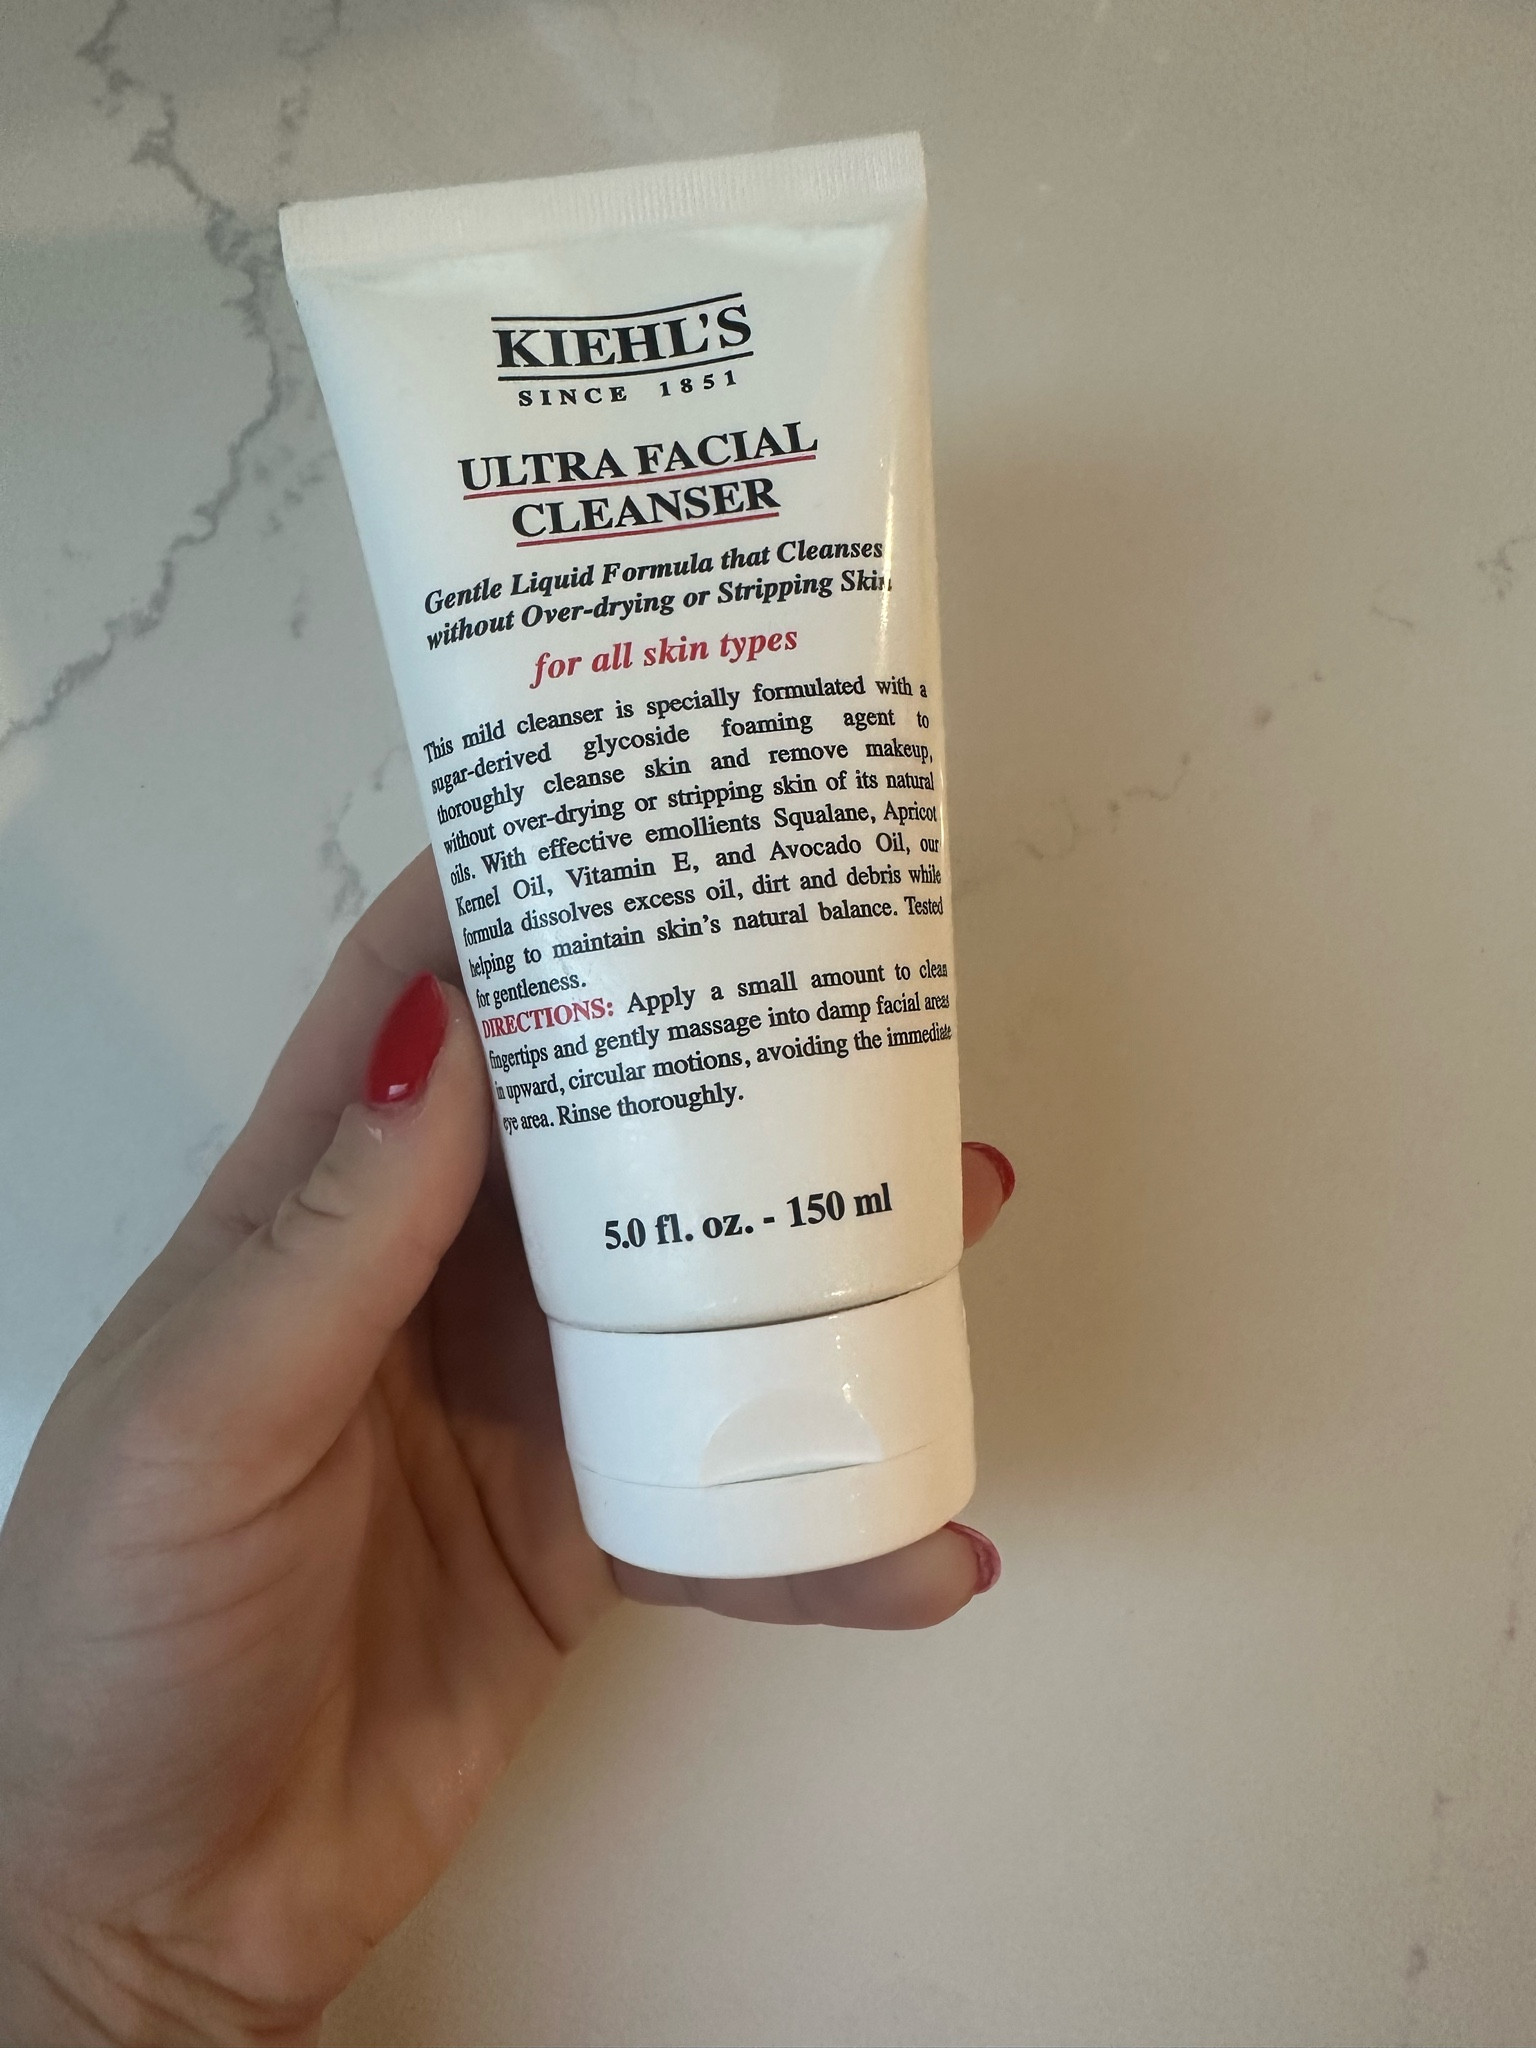 KIEHL'S
SINCE 1851
ULTRA FACIAL
CLEANSER
Gentle Liquid Formula that Cleanses
without Over-drying or Stripping Skin
for all skin types
This mild cleanser is specially formulated with a
sugar-derived glycoside foaming agent to
thoroughly cleanse skin and remove makeup,
without over-drying or stripping skin of its natural
oils. With effective emollients Squalane, Apricot
Kernel Oil, Vitamin E, and Avocado Oil, our
formula dissolves excess oil, dirt and debris while
helping to maintain skin's natural balance. Tested
for gentleness.
DIRECTIONS: Apply a small amount to clean
fingertips and gently massage into damp facial areas
in upward, circular motions, avoiding the immediate
eye area. Rinse thoroughly.
5.0 fl. oz. - 150 ml